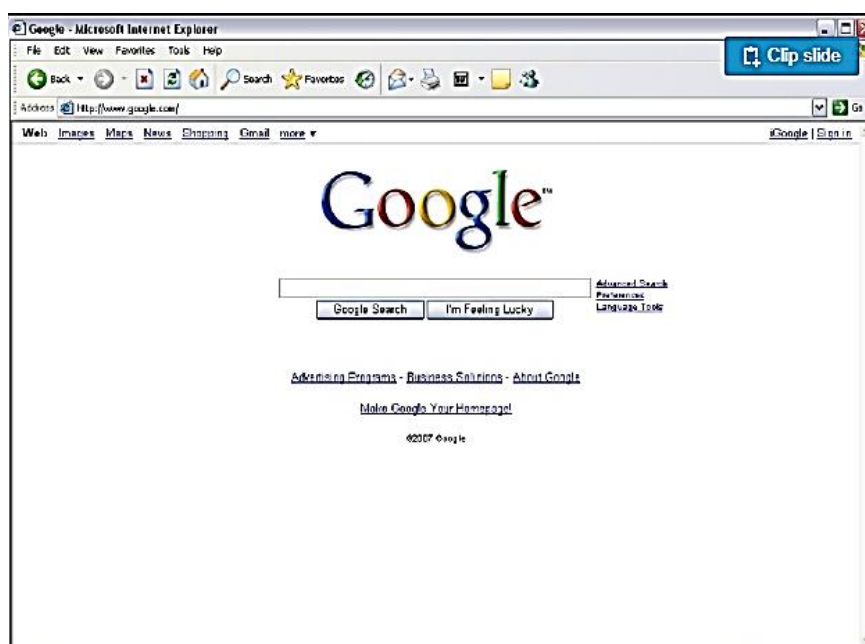 Google - Microsoft Internet Explorer
File Edit View Favorites Tools Help
Clip slide
Back Search Favorites
Address http://www.google.com/ Go
Web Images Maps News Shopping Gmail more ▼ iGoogle | Sign in
Google™
Advanced Search
Preferences
Google Search I'm Feeling Lucky Language Tools
Advertising Programs - Business Solutions - About Google
Make Google Your Homepage!
©2007 Google